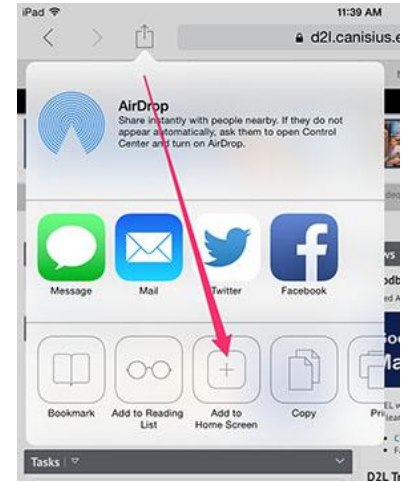 iPad
11:39 AM
d2l.canisius.e
AirDrop
Share instantly with people nearby. If they do not
appear automatically, ask them to open Control
Center and turn on AirDrop.
Message
Mail
Twitter
Facebook
Bookmark
Add to Reading
List
Add to
Home Screen
Copy
Pri
Tasks
D2L Tr